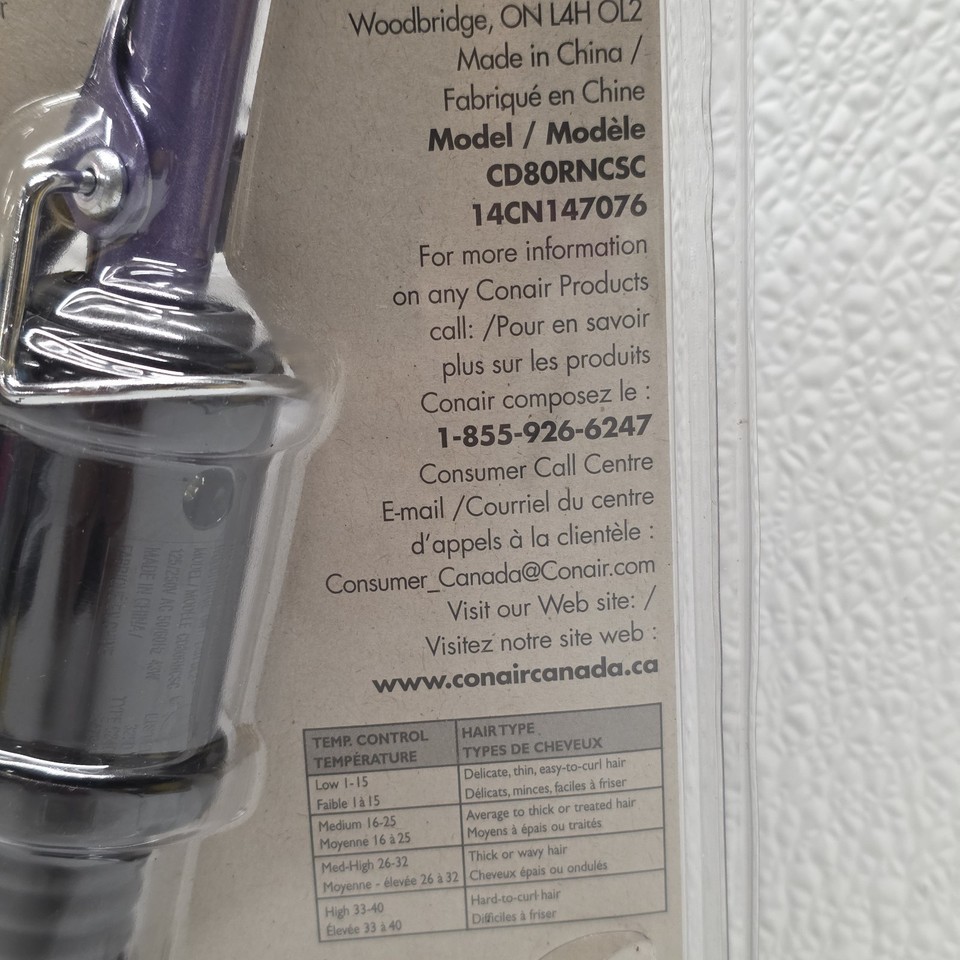 Woodbridge, ON L4H 0L2
Made in China /
Fabriqué en Chine
Model / Modèle
CD80RNCSC
14CN147076
For more information
on any Conair Products
call: /Pour en savoir
plus sur les produits
Conair composez le :
1-855-926-6247
Consumer Call Centre
E-mail /Courriel du centre
d'appels à la clientèle :
Consumer_Canada@Conair.com
Visit our Web site: /
Visitez notre site web :
www.conaircanada.ca
TEMP. CONTROL
TEMPÉRATURE
HAIR TYPE
TYPES DE CHEVEUX
Low 1-15
Faible 1 à 15
Delicate, thin, easy-to-curl hair
Délicats, minces, faciles à friser
Medium 16-25
Moyenne 16 à 25
Average to thick or treated hair
Moyens à épais ou traités
Med-High 26-32
Moyenne - élevée 26 à 32
Thick or wavy hair
Cheveux épais ou ondulés
High 33-40
Élevée 33 à 40
Hard-to-curl hair
Difficiles à friser